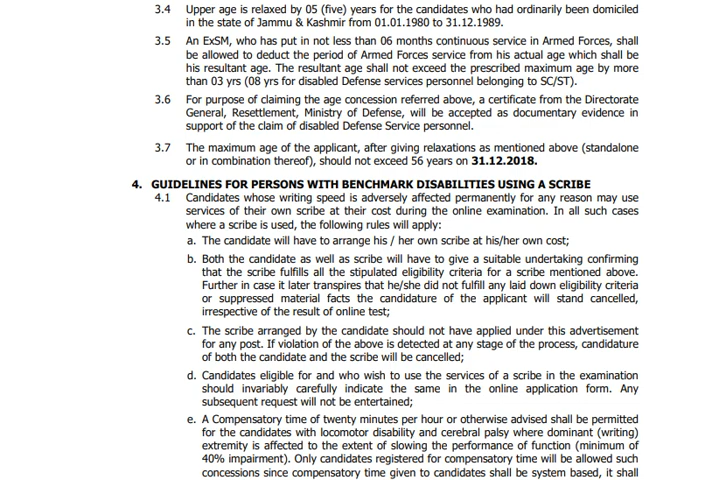 3.4 Upper age is relaxed by 05 (five) years for the candidates who had ordinarily been domiciled
in the state of Jammu & Kashmir from 01.01.1980 to 31.12.1989.
3.5 An ExSM, who has put in not less than 06 months continuous service in Armed Forces, shall
be allowed to deduct the period of Armed Forces service from his actual age which shall be
his resultant age. The resultant age shall not exceed the prescribed maximum age by more
than 03 yrs (08 yrs for disabled Defense services personnel belonging to SC/ST).
3.6 For purpose of claiming the age concession referred above, a certificate from the Directorate
General, Resettlement, Ministry of Defense, will be accepted as documentary evidence in
support of the claim of disabled Defense Service personnel.
3.7 The maximum age of the applicant, after giving relaxations as mentioned above (standalone
or in combination thereof), should not exceed 56 years on 31.12.2018.
4. GUIDELINES FOR PERSONS WITH BENCHMARK DISABILITIES USING A SCRIBE
4.1 Candidates whose writing speed is adversely affected permanently for any reason may use
services of their own scribe at their cost during the online examination. In all such cases
where a scribe is used, the following rules will apply:
a. The candidate will have to arrange his / her own scribe at his/her own cost;
b. Both the candidate as well as scribe will have to give a suitable undertaking confirming
that the scribe fulfills all the stipulated eligibility criteria for a scribe mentioned above.
Further in case it later transpires that he/she did not fulfill any laid down eligibility criteria
or suppressed material facts the candidature of the applicant will stand cancelled,
irrespective of the result of online test;
c. The scribe arranged by the candidate should not have applied under this advertisement
for any post. If violation of the above is detected at any stage of the process, candidature
of both the candidate and the scribe will be cancelled;
d. Candidates eligible for and who wish to use the services of a scribe in the examination
should invariably carefully indicate the same in the online application form. Any
subsequent request will not be entertained;
e. A Compensatory time of twenty minutes per hour or otherwise advised shall be permitted
for the candidates with locomotor disability and cerebral palsy where dominant (writing)
extremity is affected to the extent of slowing the performance of function (minimum of
40% impairment). Only candidates registered for compensatory time will be allowed such
concessions since compensatory time given to candidates shall be system based, it shall